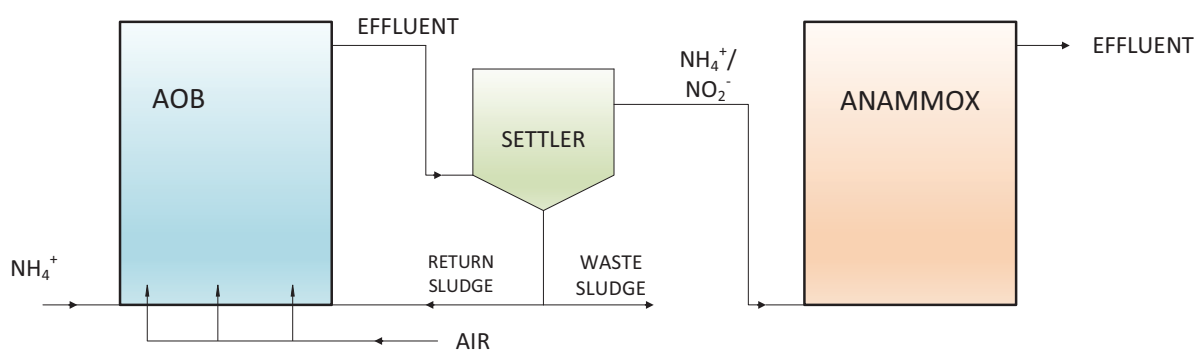 EFFLUENT
NH₄⁺/
NO₂⁻
EFFLUENT
AOB
ANAMMOX
SETTLER
NH₄⁺
RETURN
SLUDGE
WASTE
SLUDGE
AIR